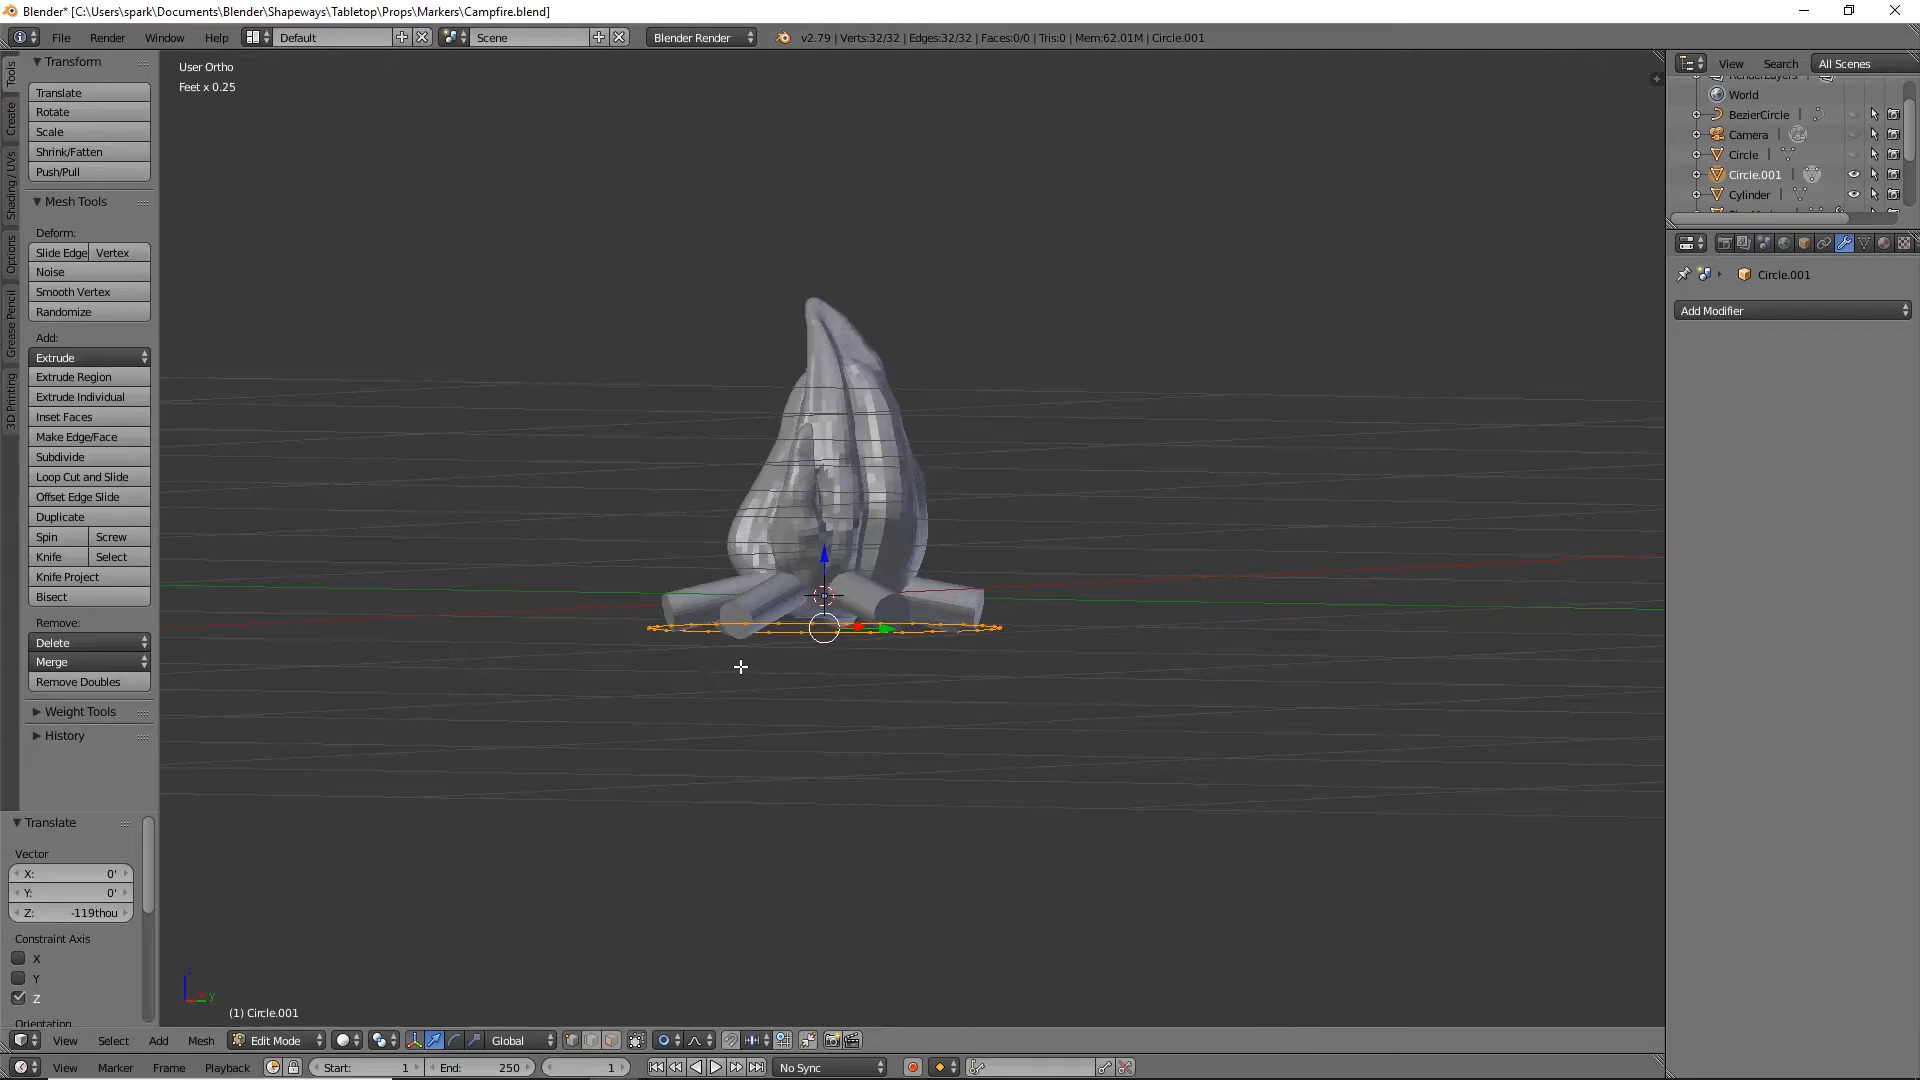 Blender* [C:\Users\spark\Documents\Blender\Shapeways\Tabletop\Props\Markers\Campfire.blend]
File Render Window Help Default Scene Blender Render v2.79 | Verts:32/32 | Edges:32/32 | Faces:0/0 | Tris:0 | Mem:62.01M | Circle.001
Tools
Create
Shading / UVs
Options
Grease Pencil
3D Printing
Transform
Translate
Rotate
Scale
Shrink/Fatten
Push/Pull
Mesh Tools
Deform:
Slide Edge Vertex
Noise
Smooth Vertex
Randomize
Add:
Extrude
Extrude Region
Extrude Individual
Inset Faces
Make Edge/Face
Subdivide
Loop Cut and Slide
Offset Edge Slide
Duplicate
Spin Screw
Knife Select
Knife Project
Bisect
Remove:
Delete
Merge
Remove Doubles
Weight Tools
History
Translate
Vector
X: 0'
Y: 0'
Z: -119thou
Constraint Axis
X
Y
Z
Orientation
User Ortho
Feet x 0.25
z
y
(1) Circle.001
View Search All Scenes
RenderLayers
World
BezierCircle
Camera
Circle
Circle.001
Cylinder
Circle.001
Add Modifier
View Select Add Mesh Edit Mode Global
View Marker Frame Playback Start: 1 End: 250 1 No Sync